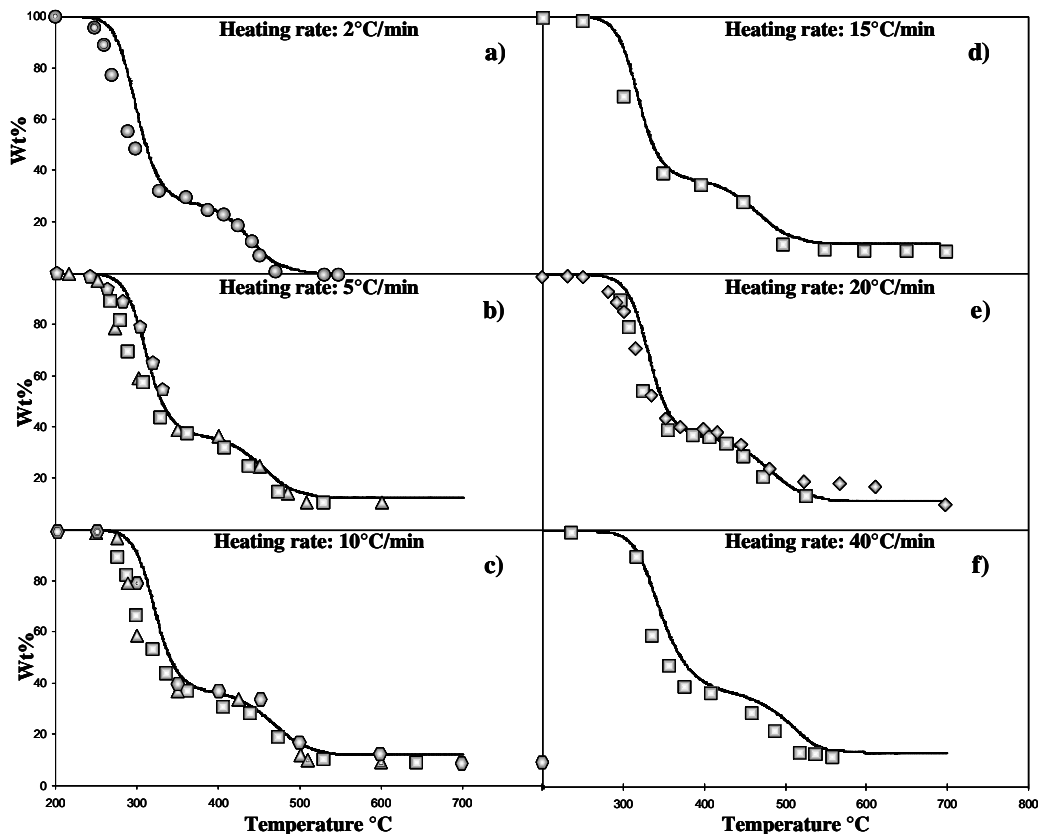 Heating rate: 2°C/min
a)
Heating rate: 15°C/min
d)
100
80
60
40
20
Wt%
Heating rate: 5°C/min
b)
Heating rate: 20°C/min
e)
80
60
40
20
Wt%
Heating rate: 10°C/min
c)
Heating rate: 40°C/min
f)
80
60
40
20
0
Wt%
200 300 400 500 600 700 300 400 500 600 700 800
Temperature °C Temperature °C